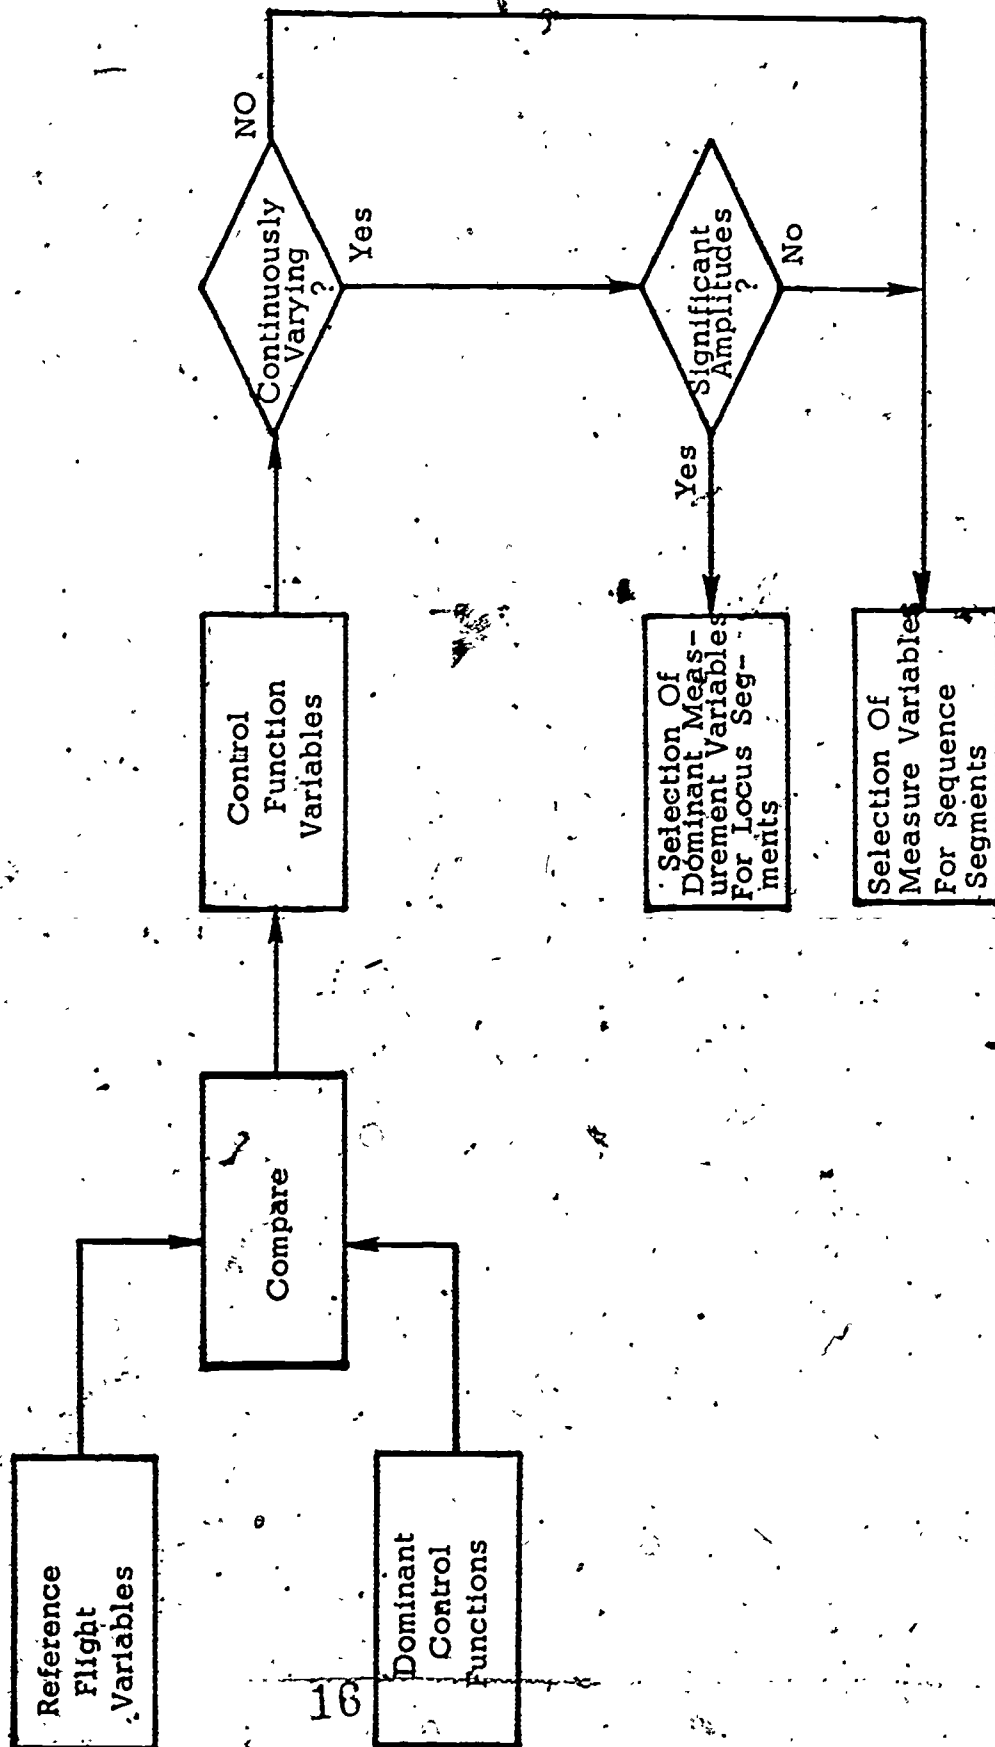 Reference
Flight
Variables
Dominant
Control
Functions
Compare
Control
Function
Variables
Continuously
Varying
?
NO
Yes
Significant
Amplitudes
?
No
Yes
Selection Of
Dominant Meas-
urement Variables
For Locus Seg-
ments
Selection Of
Measure Variables
For Sequence
Segments
16